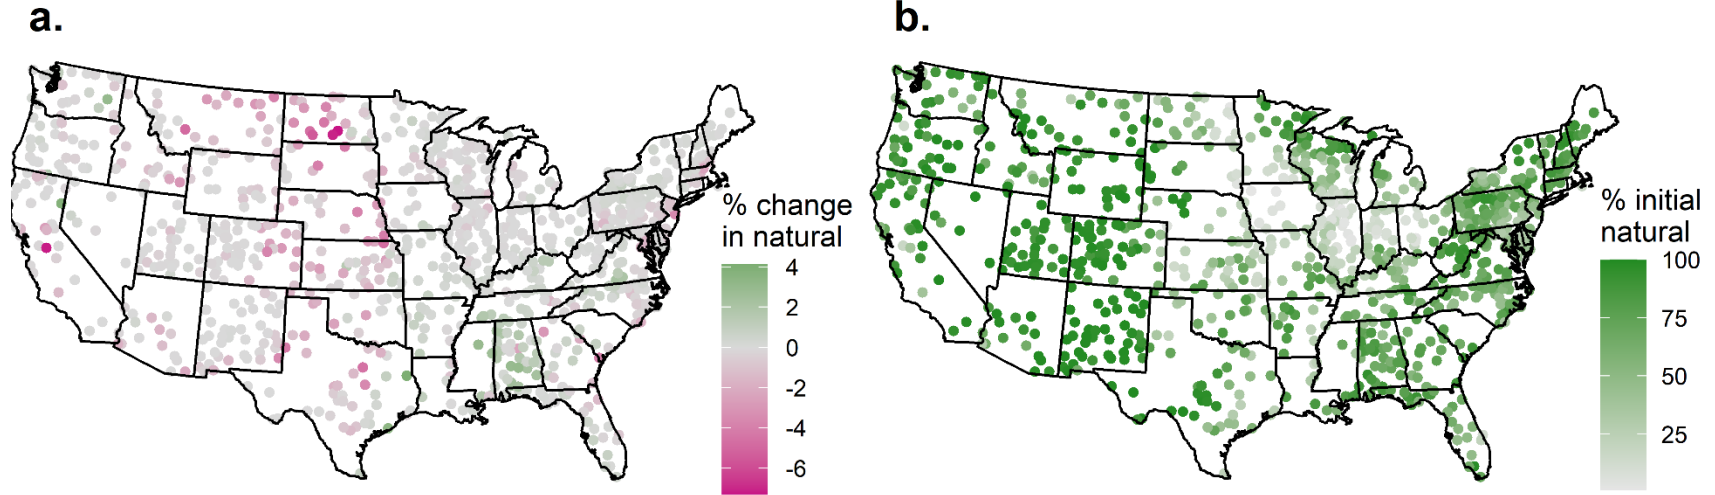 a.
% change
in natural
4
2
0
-2
-4
-6
b.
% initial
natural
100
75
50
25